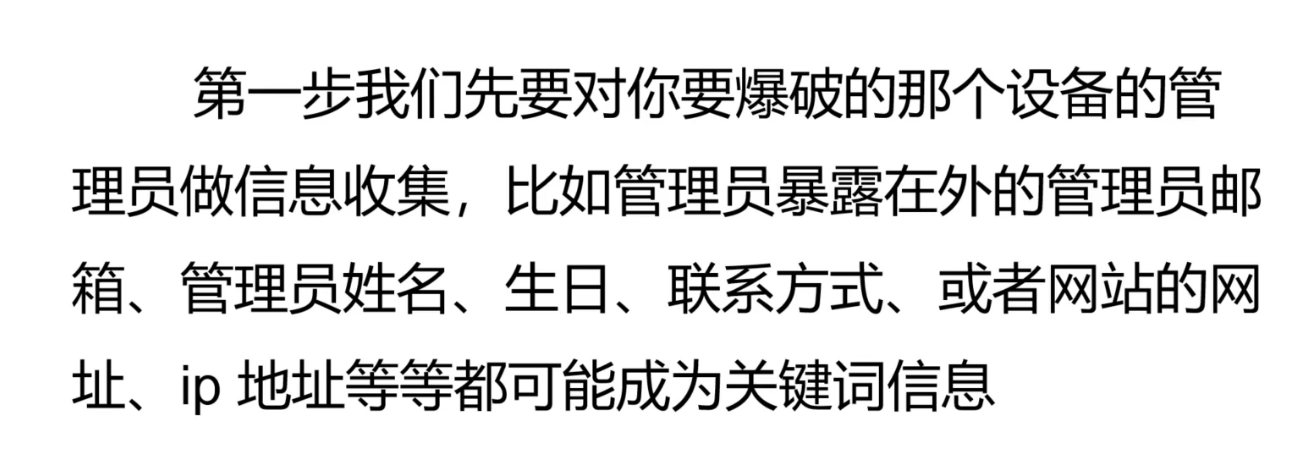 第一步我们先要对你要爆破的那个设备的管
理员做信息收集，比如管理员暴露在外的管理员邮
箱、管理员姓名、生日、联系方式、或者网站的网
址、ip 地址等等都可能成为关键词信息